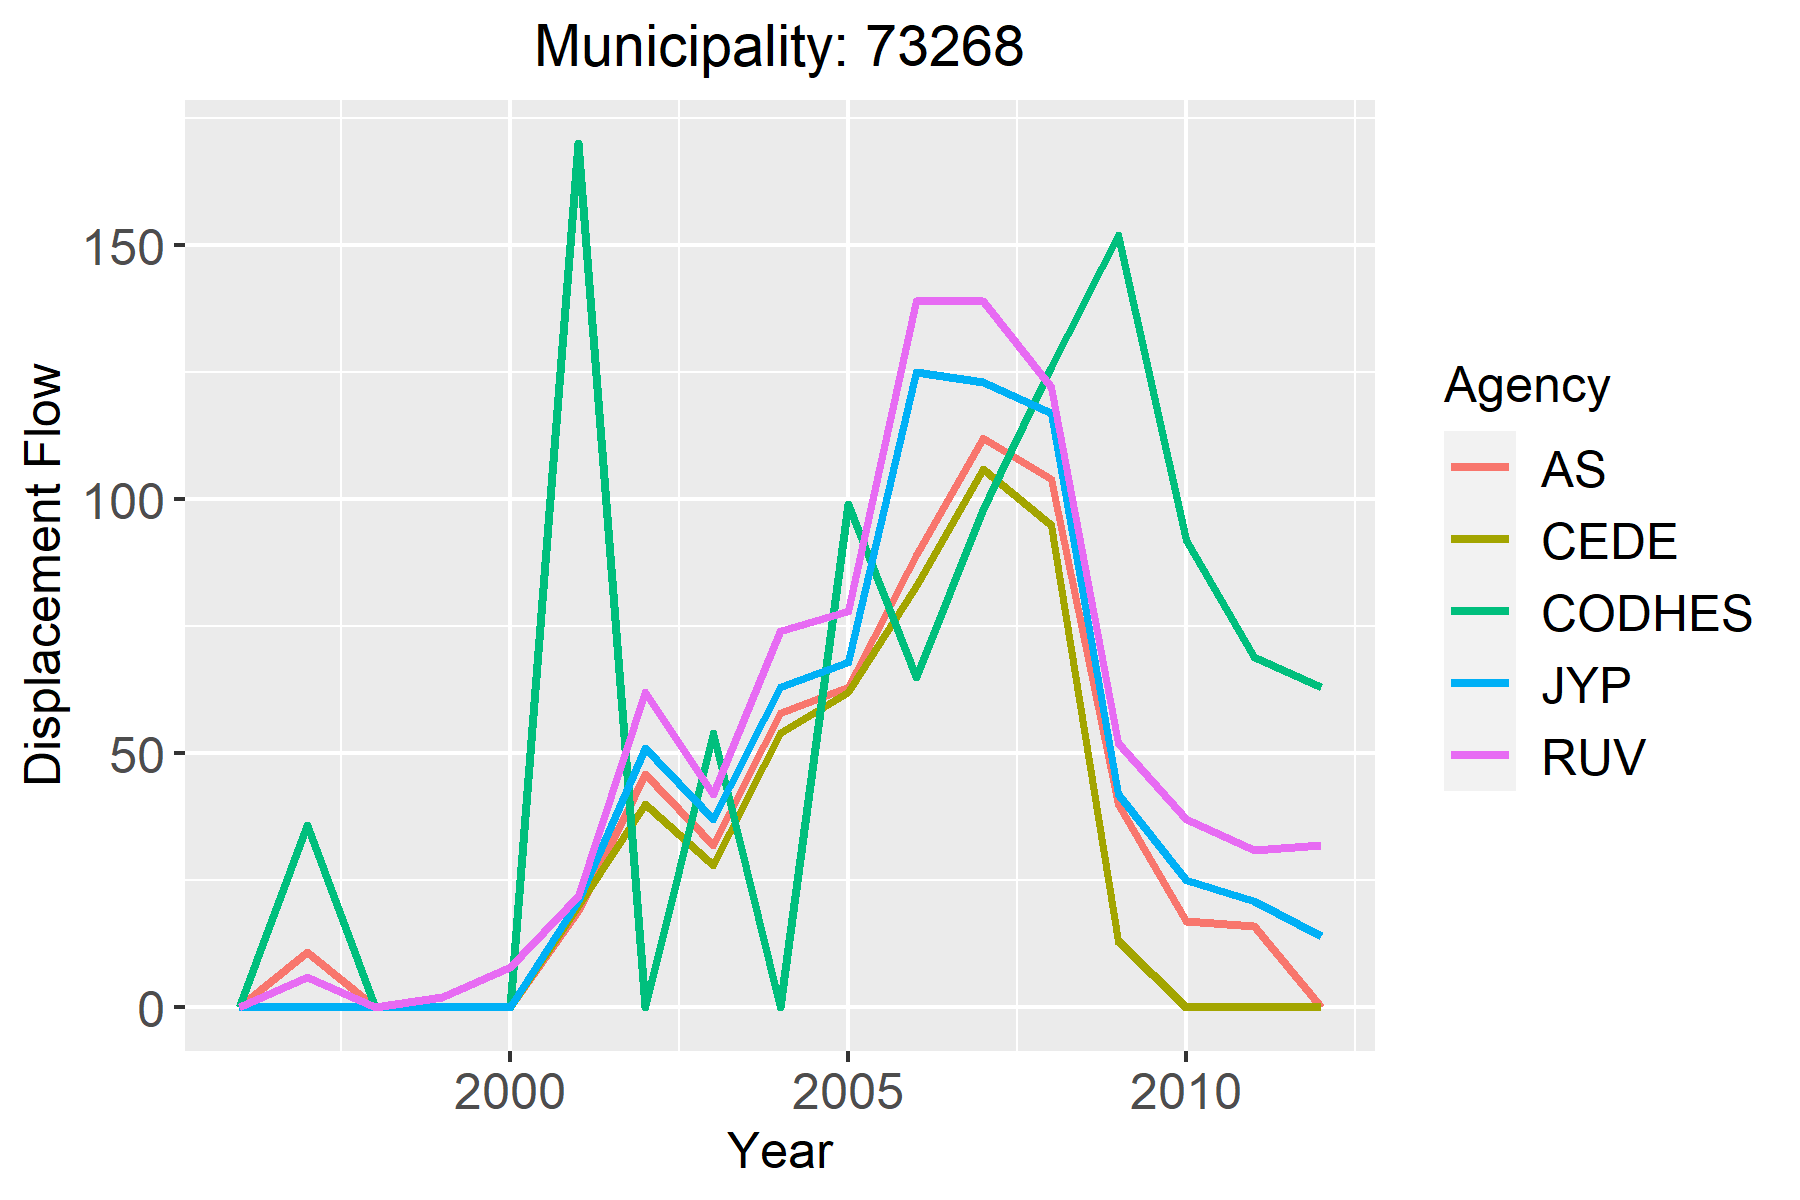 Municipality: 73268
Displacement Flow
150
100
50
0
2000 2005 2010
Year
Agency
AS
CEDE
CODHES
JYP
RUV